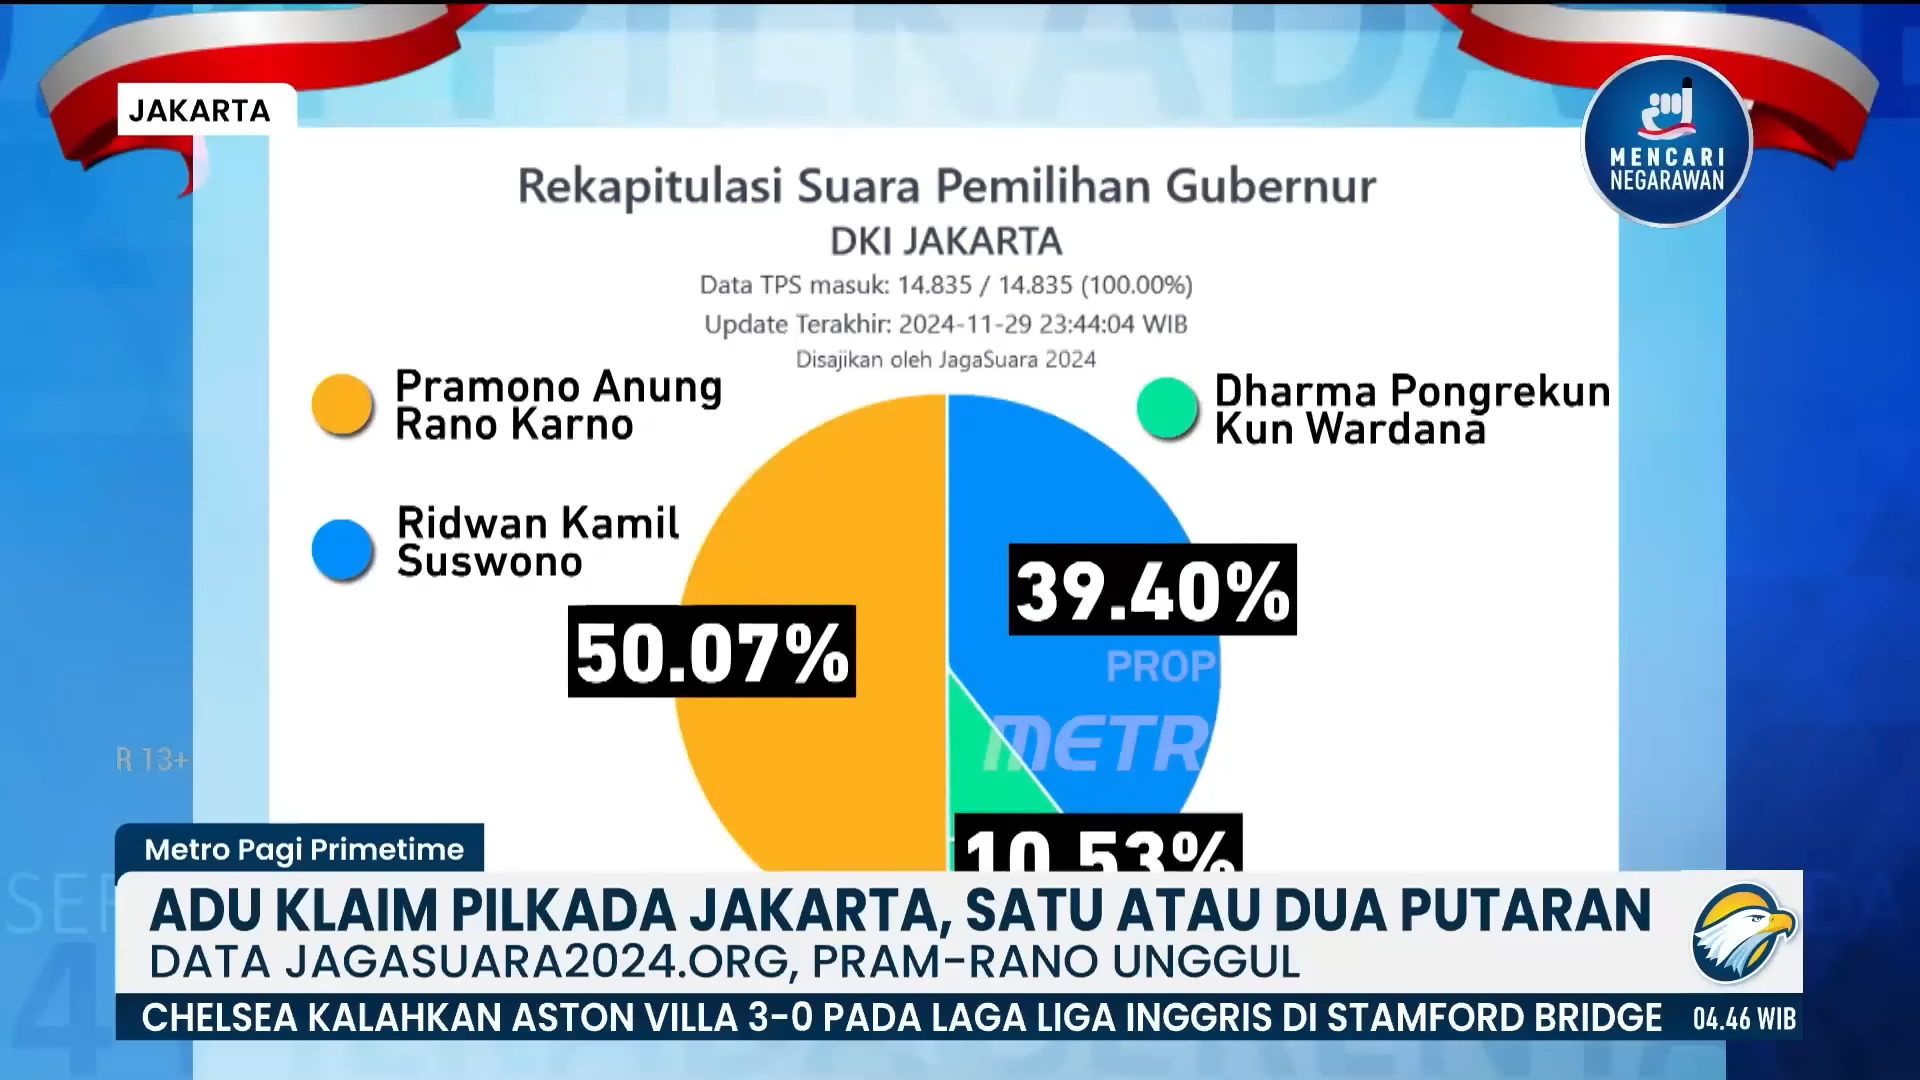 JAKARTA
MENCARI
NEGARAWAN
Rekapitulasi Suara Pemilihan Gubernur
DKI JAKARTA
Data TPS masuk: 14.835 / 14.835 (100.00%)
Update Terakhir: 2024-11-29 23:44:04 WIB
Disajikan oleh JagaSuara 2024
Pramono Anung
Rano Karno
Dharma Pongrekun
Kun Wardana
Ridwan Kamil
Suswono
39.40%
50.07%
PROP
METR
R 13+
10.53%
Metro Pagi Primetime
ADU KLAIM PILKADA JAKARTA, SATU ATAU DUA PUTARAN
DATA JAGASUARA2024.ORG, PRAM-RANO UNGGUL
CHELSEA KALAHKAN ASTON VILLA 3-0 PADA LAGA LIGA INGGRIS DI STAMFORD BRIDGE
04.46 WIB